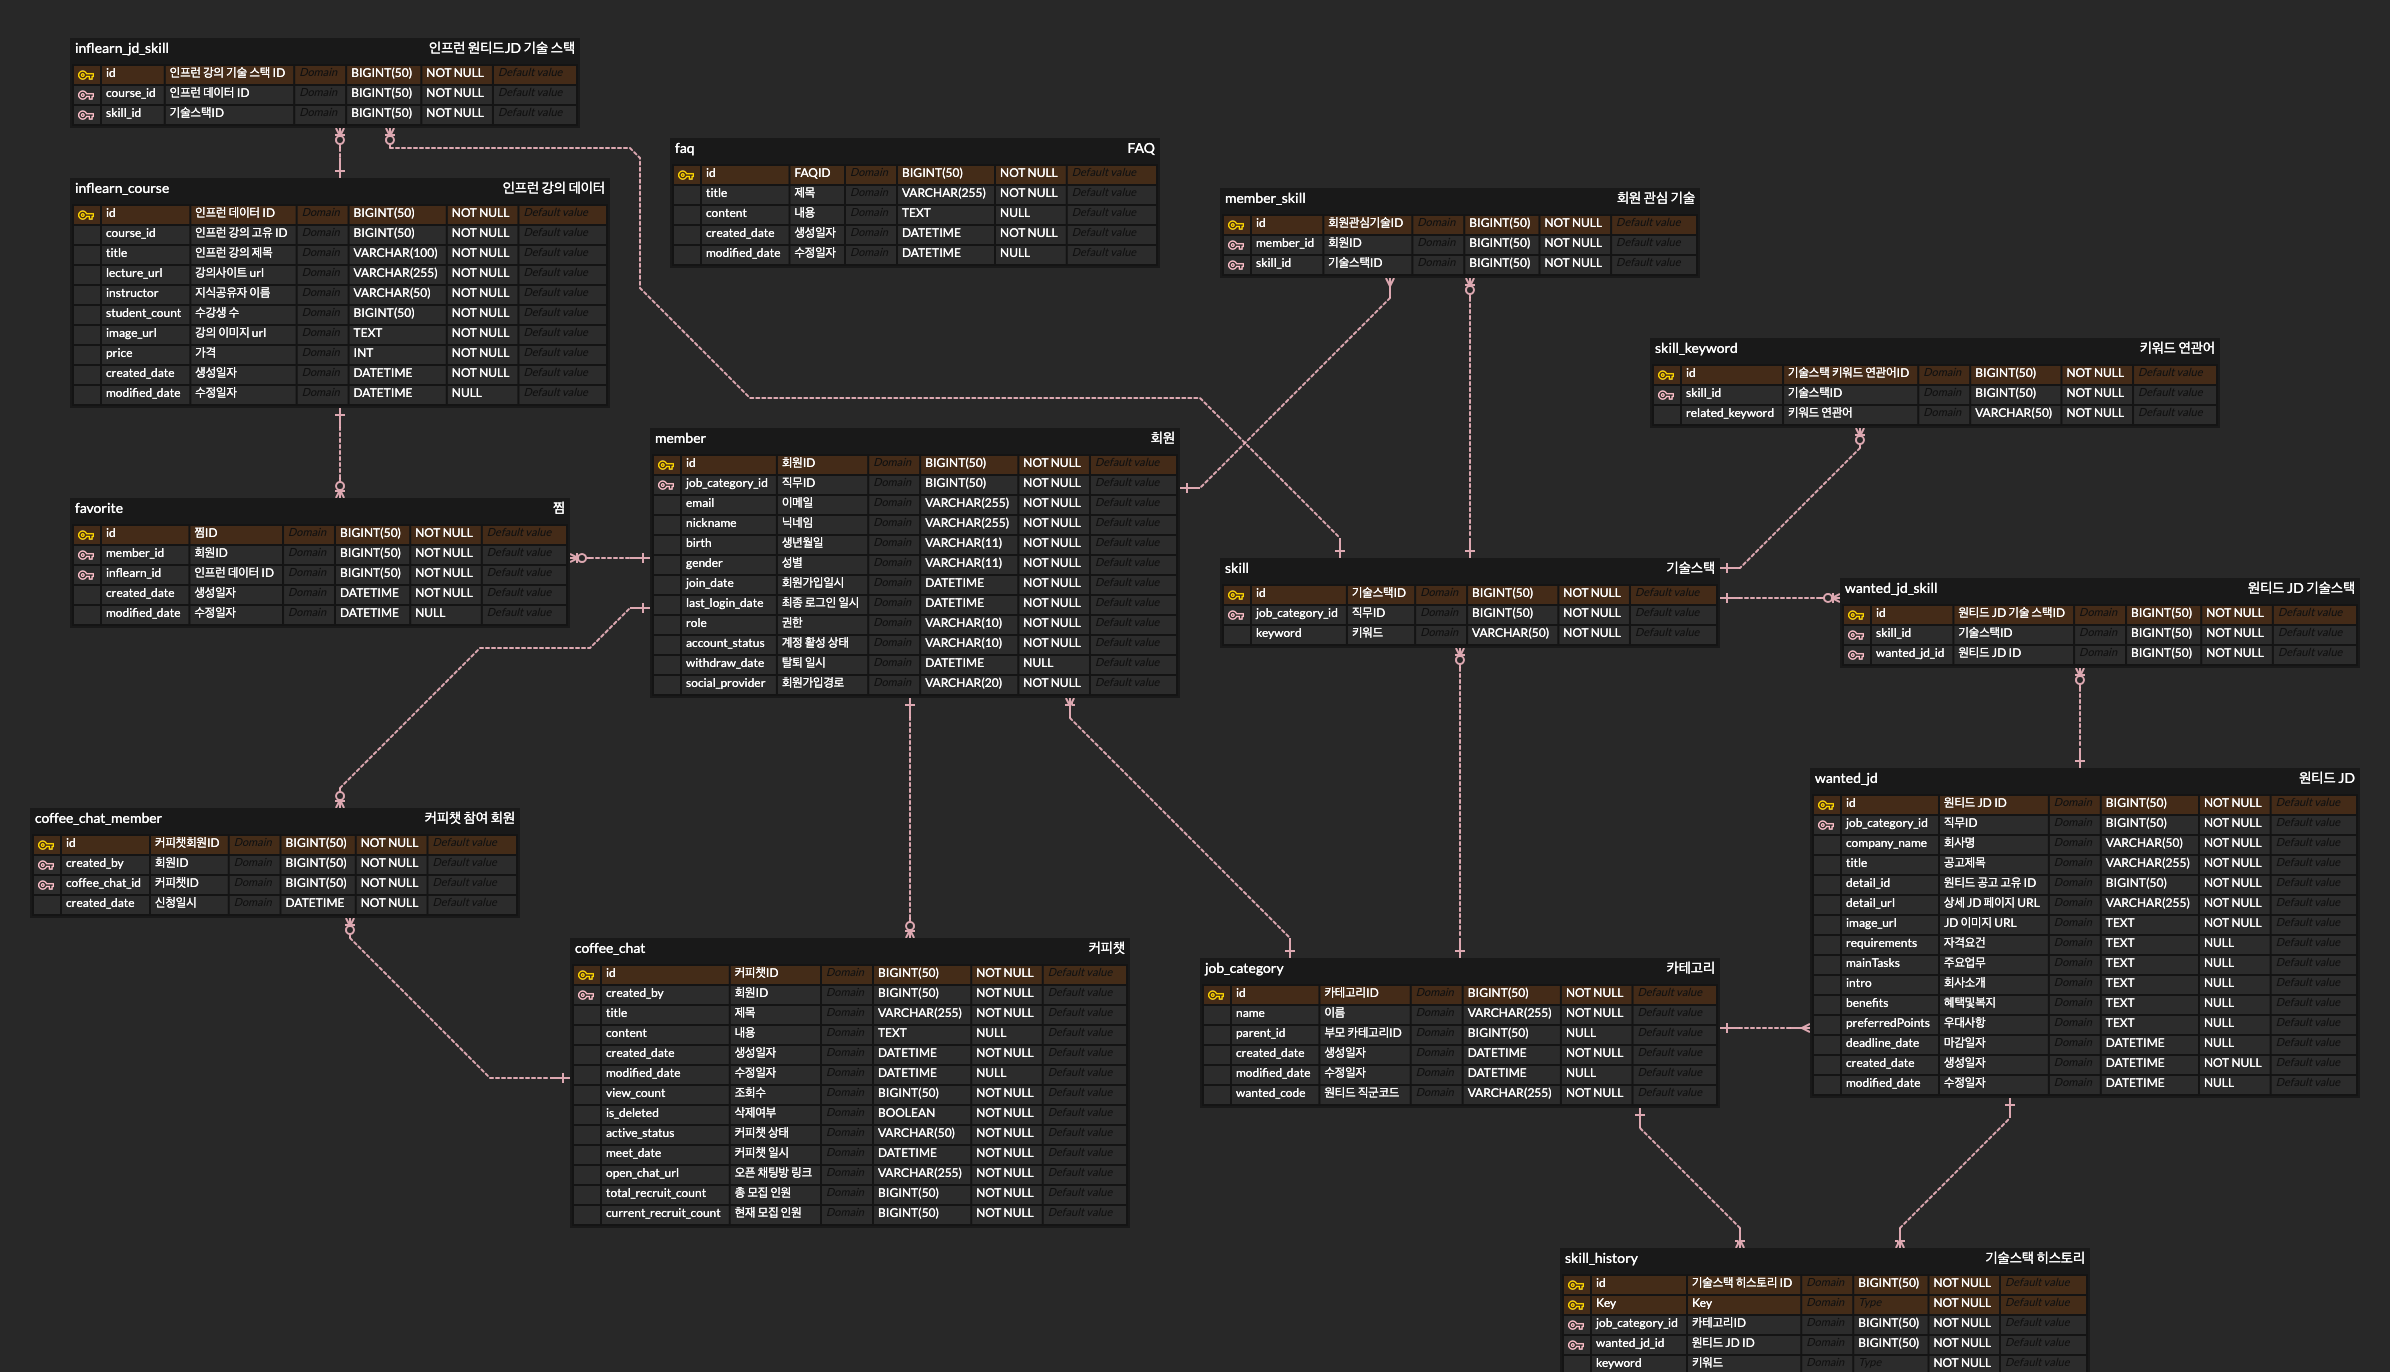 inflearn_jd_skill 인프런 원티드JD 기술 스택
id 인프런 강의 기술 스택 ID Domain BIGINT(50) NOT NULL Default value
course_id 인프런 데이터 ID Domain BIGINT(50) NOT NULL Default value
skill_id 기술스택ID Domain BIGINT(50) NOT NULL Default value
inflearn_course 인프런 강의 데이터
id 인프런 데이터 ID Domain BIGINT(50) NOT NULL Default value
course_id 인프런 강의 고유 ID Domain BIGINT(50) NOT NULL Default value
title 인프런 강의 제목 Domain VARCHAR(100) NOT NULL Default value
lecture_url 강의사이트 url Domain VARCHAR(255) NOT NULL Default value
instructor 지식공유자 이름 Domain VARCHAR(50) NOT NULL Default value
student_count 수강생 수 Domain BIGINT(50) NOT NULL Default value
image_url 강의 이미지 url Domain TEXT NOT NULL Default value
price 가격 Domain INT NOT NULL Default value
created_date 생성일자 Domain DATETIME NOT NULL Default value
modified_date 수정일자 Domain DATETIME NULL Default value
faq FAQ
id FAQID Domain BIGINT(50) NOT NULL Default value
title 제목 Domain VARCHAR(255) NOT NULL Default value
content 내용 Domain TEXT NULL Default value
created_date 생성일자 Domain DATETIME NOT NULL Default value
modified_date 수정일자 Domain DATETIME NULL Default value
member_skill 회원 관심 기술
id 회원관심기술ID Domain BIGINT(50) NOT NULL Default value
member_id 회원ID Domain BIGINT(50) NOT NULL Default value
skill_id 기술스택ID Domain BIGINT(50) NOT NULL Default value
skill_keyword 키워드 연관어
id 기술스택 키워드 연관어ID Domain BIGINT(50) NOT NULL Default value
skill_id 기술스택ID Domain BIGINT(50) NOT NULL Default value
related_keyword 키워드 연관어 Domain VARCHAR(50) NOT NULL Default value
favorite 찜
id 찜ID Domain BIGINT(50) NOT NULL Default value
member_id 회원ID Domain BIGINT(50) NOT NULL Default value
inflearn_id 인프런 데이터 ID Domain BIGINT(50) NOT NULL Default value
created_date 생성일자 Domain DATETIME NOT NULL Default value
modified_date 수정일자 Domain DATETIME NULL Default value
member 회원
id 회원ID Domain BIGINT(50) NOT NULL Default value
job_category_id 직무ID Domain BIGINT(50) NOT NULL Default value
email 이메일 Domain VARCHAR(255) NOT NULL Default value
nickname 닉네임 Domain VARCHAR(255) NOT NULL Default value
birth 생년월일 Domain VARCHAR(11) NOT NULL Default value
gender 성별 Domain VARCHAR(11) NOT NULL Default value
join_date 회원가입일시 Domain DATETIME NOT NULL Default value
last_login_date 최종 로그인 일시 Domain DATETIME NOT NULL Default value
role 권한 Domain VARCHAR(10) NOT NULL Default value
account_status 계정 활성 상태 Domain VARCHAR(10) NOT NULL Default value
withdraw_date 탈퇴 일시 Domain DATETIME NULL Default value
social_provider 회원가입경로 Domain VARCHAR(20) NOT NULL Default value
skill 기술스택
id 기술스택ID Domain BIGINT(50) NOT NULL Default value
job_category_id 직무ID Domain BIGINT(50) NOT NULL Default value
keyword 키워드 Domain VARCHAR(50) NOT NULL Default value
wanted_jd_skill 원티드 JD 기술스택
id 원티드 JD 기술 스택ID Domain BIGINT(50) NOT NULL Default value
skill_id 기술스택ID Domain BIGINT(50) NOT NULL Default value
wanted_jd_id 원티드 JD ID Domain BIGINT(50) NOT NULL Default value
coffee_chat_member 커피챗 참여 회원
id 커피챗회원ID Domain BIGINT(50) NOT NULL Default value
created_by 회원ID Domain BIGINT(50) NOT NULL Default value
coffee_chat_id 커피챗ID Domain BIGINT(50) NOT NULL Default value
created_date 신청일시 Domain DATETIME NOT NULL Default value
coffee_chat 커피챗
id 커피챗ID Domain BIGINT(50) NOT NULL Default value
created_by 회원ID Domain BIGINT(50) NOT NULL Default value
title 제목 Domain VARCHAR(255) NOT NULL Default value
content 내용 Domain TEXT NULL Default value
created_date 생성일자 Domain DATETIME NOT NULL Default value
modified_date 수정일자 Domain DATETIME NULL Default value
view_count 조회수 Domain BIGINT(50) NOT NULL Default value
is_deleted 삭제여부 Domain BOOLEAN NOT NULL Default value
active_status 커피챗 상태 Domain VARCHAR(50) NOT NULL Default value
meet_date 커피챗 일시 Domain DATETIME NOT NULL Default value
open_chat_url 오픈 채팅방 링크 Domain VARCHAR(255) NOT NULL Default value
total_recruit_count 총 모집 인원 Domain BIGINT(50) NOT NULL Default value
current_recruit_count 현재 모집 인원 Domain BIGINT(50) NOT NULL Default value
job_category 카테고리
id 카테고리ID Domain BIGINT(50) NOT NULL Default value
name 이름 Domain VARCHAR(255) NOT NULL Default value
parent_id 부모 카테고리ID Domain BIGINT(50) NULL Default value
created_date 생성일자 Domain DATETIME NOT NULL Default value
modified_date 수정일자 Domain DATETIME NULL Default value
wanted_code 원티드 직군코드 Domain VARCHAR(255) NOT NULL Default value
wanted_jd 원티드 JD
id 원티드 JD ID Domain BIGINT(50) NOT NULL Default value
job_category_id 직무ID Domain BIGINT(50) NOT NULL Default value
company_name 회사명 Domain VARCHAR(50) NOT NULL Default value
title 공고제목 Domain VARCHAR(255) NOT NULL Default value
detail_id 원티드 공고 고유 ID Domain BIGINT(50) NOT NULL Default value
detail_url 상세 JD 페이지 URL Domain VARCHAR(255) NOT NULL Default value
image_url JD 이미지 URL Domain TEXT NOT NULL Default value
requirements 자격요건 Domain TEXT NULL Default value
mainTasks 주요업무 Domain TEXT NULL Default value
intro 회사소개 Domain TEXT NULL Default value
benefits 혜택및복지 Domain TEXT NULL Default value
preferredPoints 우대사항 Domain TEXT NULL Default value
deadline_date 마감일자 Domain DATETIME NULL Default value
created_date 생성일자 Domain DATETIME NOT NULL Default value
modified_date 수정일자 Domain DATETIME NULL Default value
skill_history 기술스택 히스토리
id 기술스택 히스토리 ID Domain BIGINT(50) NOT NULL Default value
Key Key Domain Type NOT NULL Default value
job_category_id 카테고리ID Domain BIGINT(50) NOT NULL Default value
wanted_jd_id 원티드 JD ID Domain BIGINT(50) NOT NULL Default value
keyword 키워드 Domain Type NOT NULL Default value